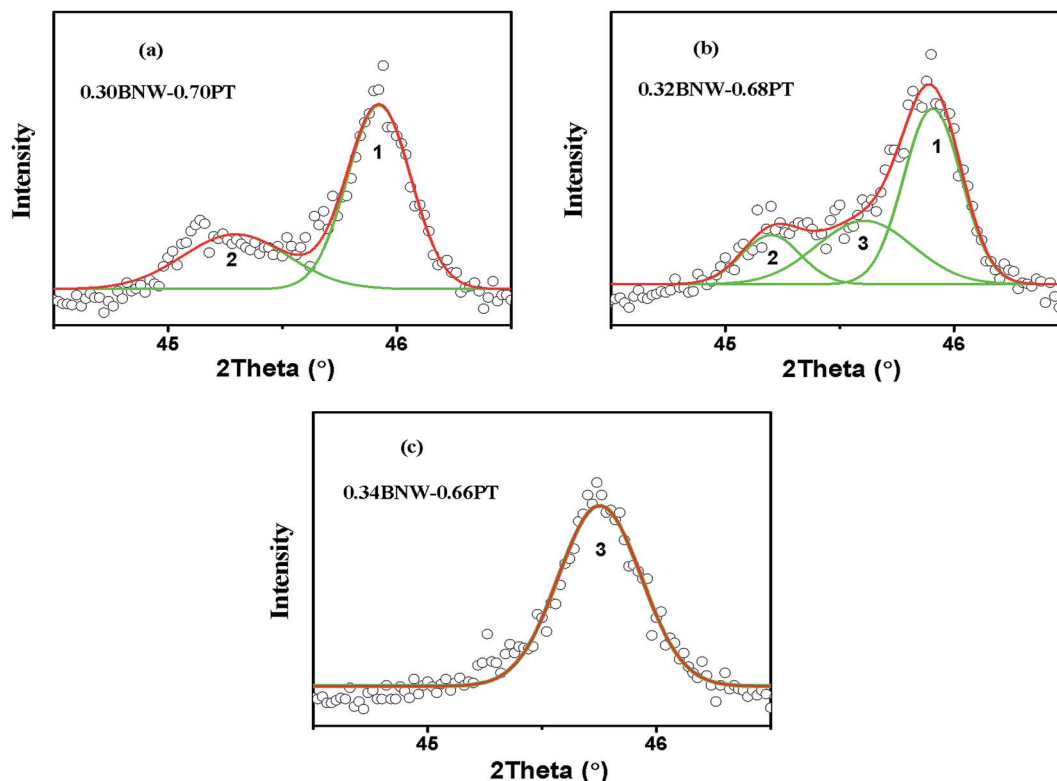 (a)
0.30BNW-0.70PT
1
2
Intensity
45
46
2Theta (°)
(b)
0.32BNW-0.68PT
1
2
3
Intensity
45
46
2Theta (°)
(c)
0.34BNW-0.66PT
3
Intensity
45
46
2Theta (°)